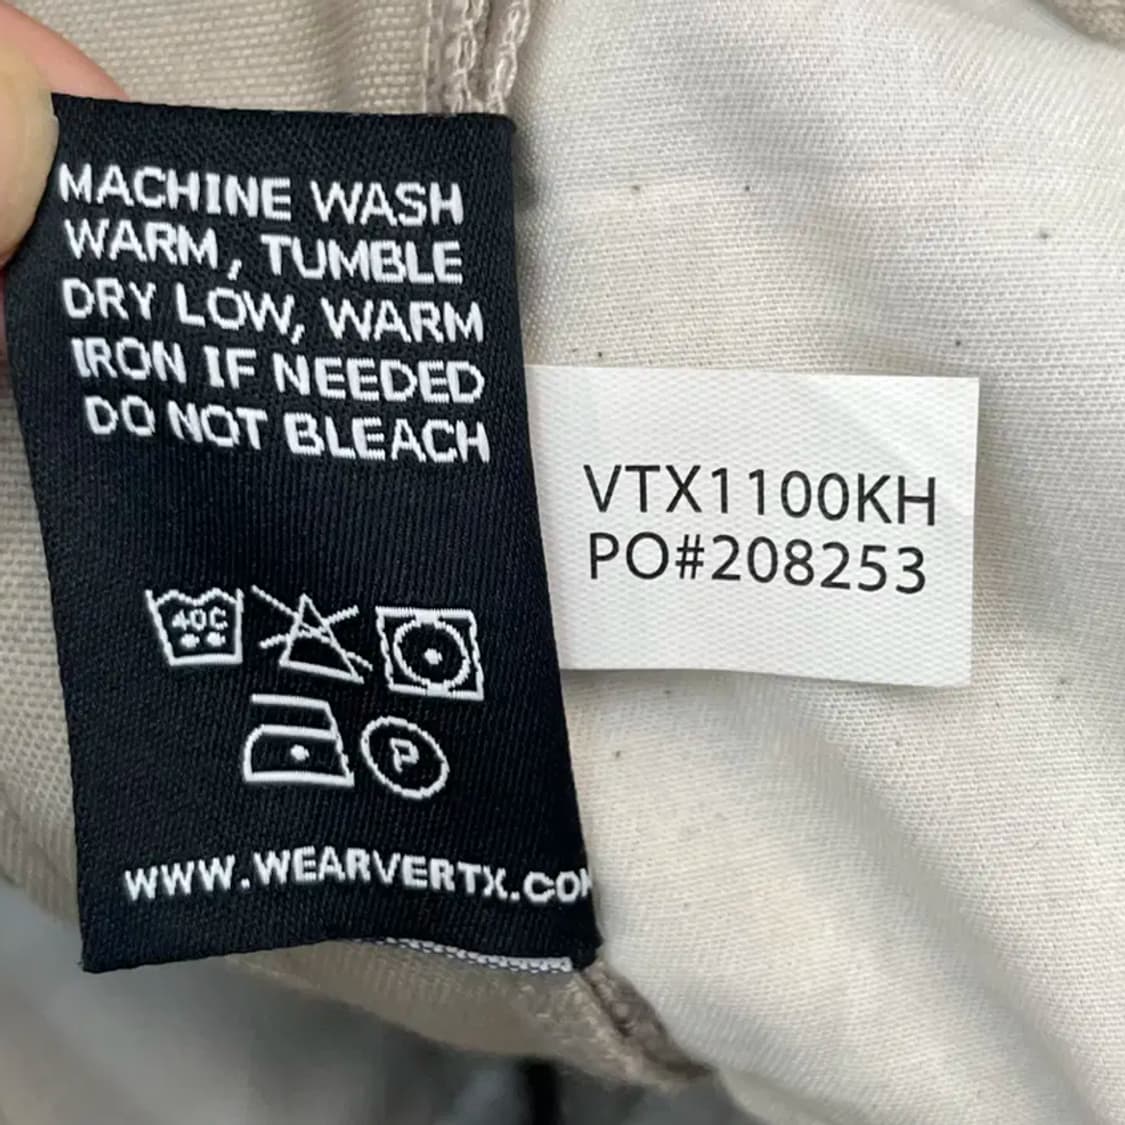 MACHINE WASH
WARM, TUMBLE
DRY LOW, WARM
IRON IF NEEDED
DO NOT BLEACH
40C
P
WWW.WEARVERTX.COM
VTX1100KH
PO#208253